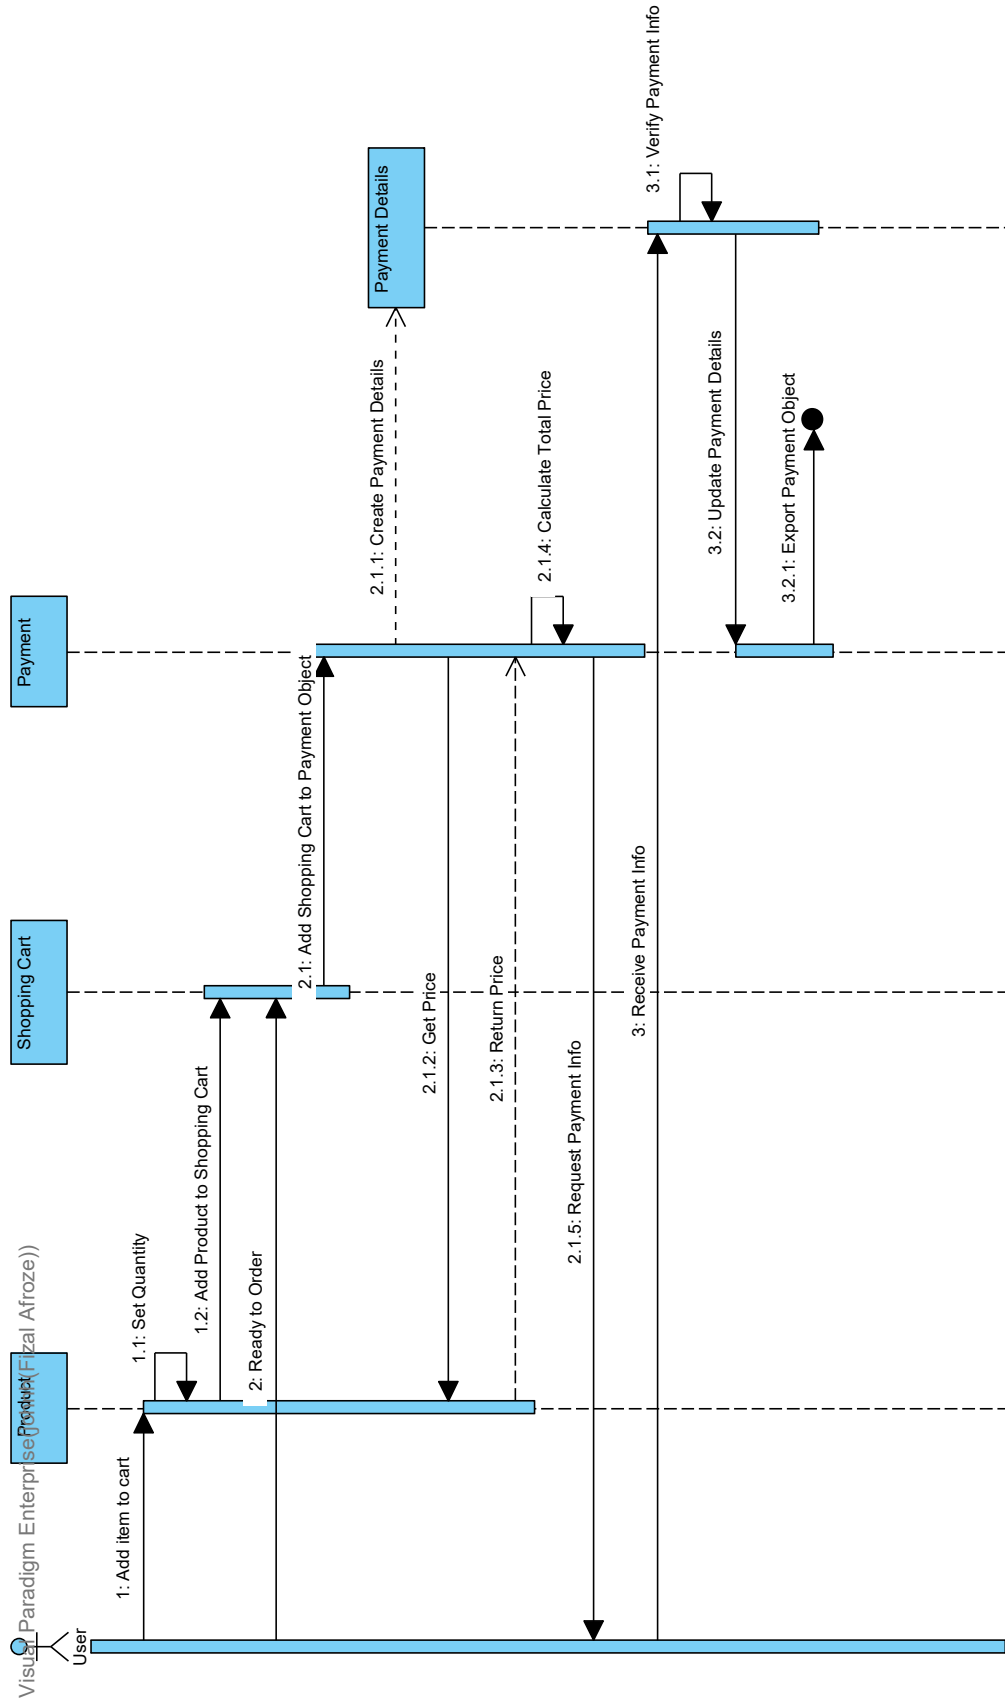 Visual Paradigm Enterprise(johnn(Fizal Afroze))
User
Product
Shopping Cart
Payment
1: Add item to cart
1.1: Set Quantity
1.2: Add Product to Shopping Cart
2: Ready to Order
2.1: Add Shopping Cart to Payment Object
2.1.1: Create Payment Details
Payment Details
2.1.2: Get Price
2.1.3: Return Price
2.1.4: Calculate Total Price
2.1.5: Request Payment Info
3: Receive Payment Info
3.1: Verify Payment Info
3.2: Update Payment Details
3.2.1: Export Payment Object